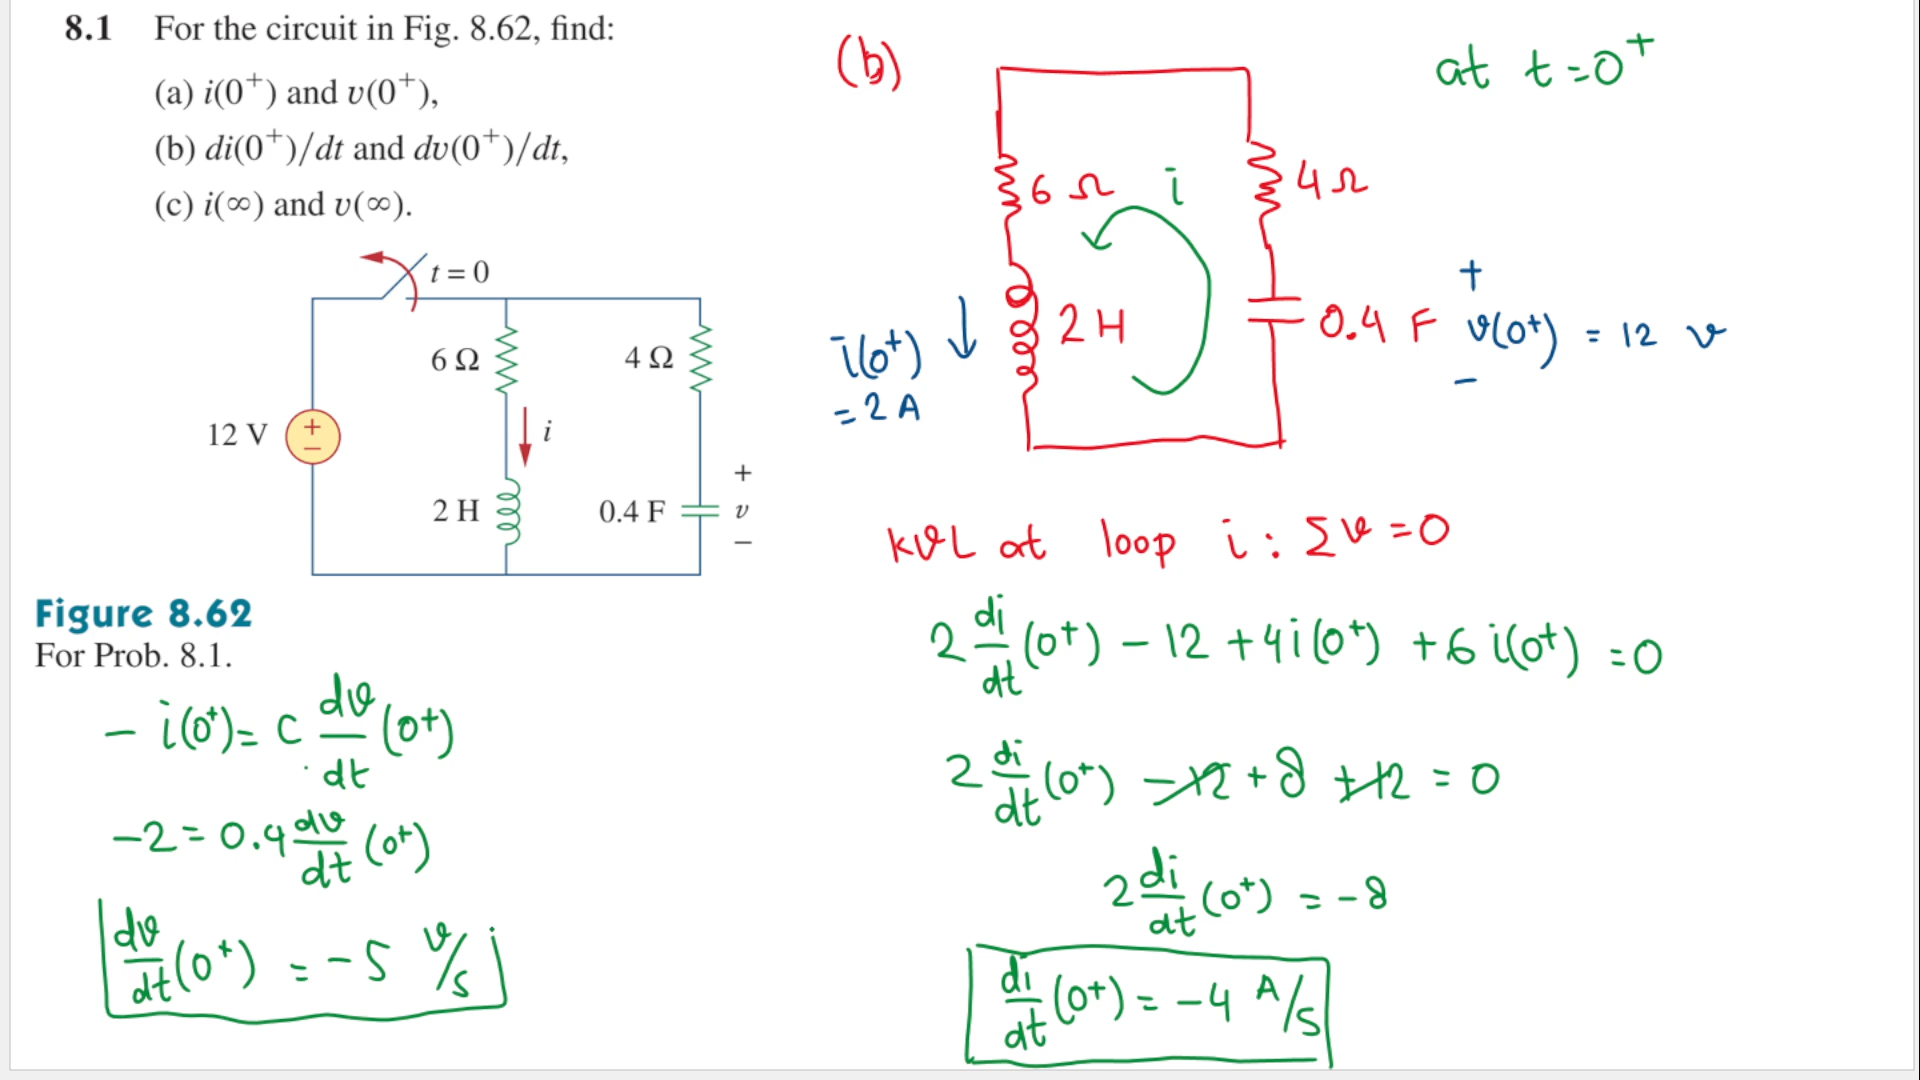 8.1 For the circuit in Fig. 8.62, find:
(a) i(0⁺) and v(0⁺),
(b) di(0⁺)/dt and dv(0⁺)/dt,
(c) i(∞) and v(∞).
t = 0
6 Ω
4 Ω
12 V
+
−
i
2 H
0.4 F
+
v
−
Figure 8.62
For Prob. 8.1.
− i(0⁺) = C dv/dt (0⁺)
−2 = 0.4 dv/dt (0⁺)
dv/dt (0⁺) = −5 v/s
(b)
at t=0⁺
6 Ω
i
4 Ω
i(0⁺) ↓
= 2 A
2 H
0.4 F
+
v(0⁺) = 12 v
−
KVL at loop i : Σv = 0
2 di/dt (0⁺) − 12 + 4i(0⁺) + 6 i(0⁺) = 0
2 di/dt (0⁺) − 12 + 8 + 12 = 0
2 di/dt (0⁺) = −8
di/dt (0⁺) = −4 A/s